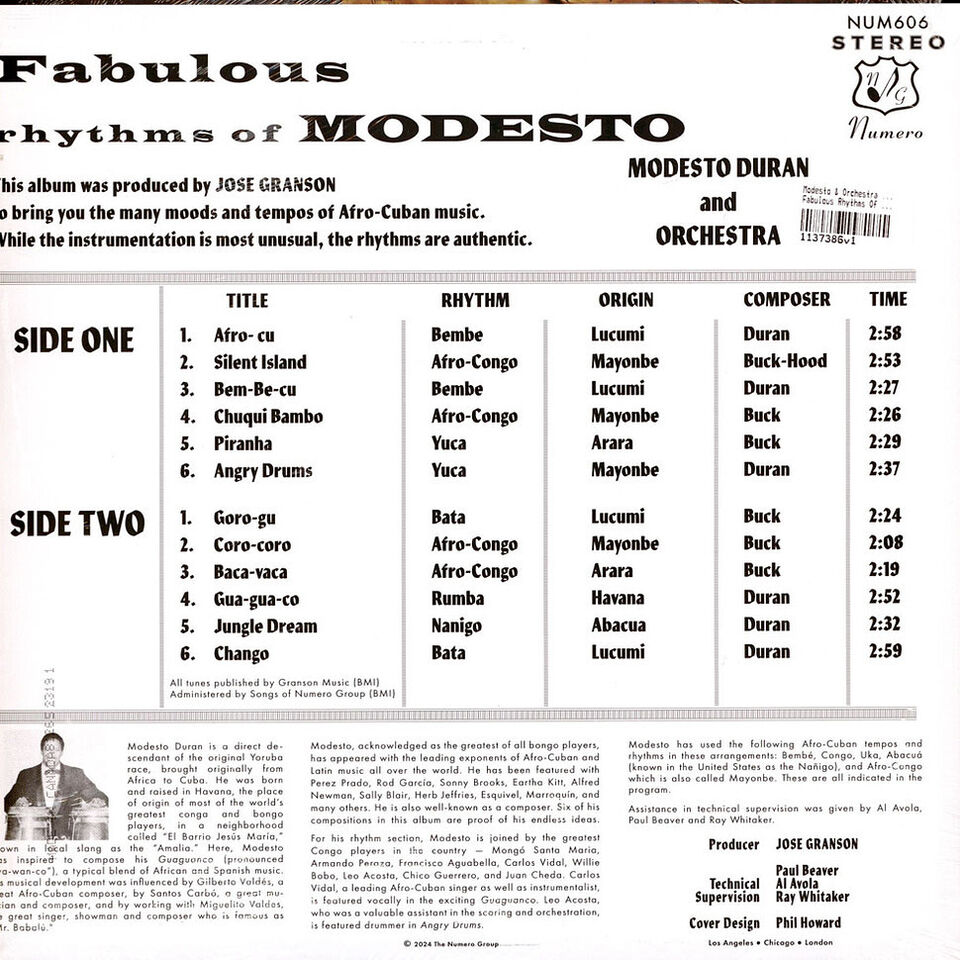 NUM606
STEREO
N G
Numero
Fabulous
rhythms of MODESTO
his album was produced by JOSE GRANSON
o bring you the many moods and tempos of Afro-Cuban music.
While the instrumentation is most unusual, the rhythms are authentic.
MODESTO DURAN
and
ORCHESTRA
Modesto & Orchestra ...
Fabulous Rhythms Of ...
1137386v1
TITLE RHYTHM ORIGIN COMPOSER TIME
SIDE ONE
1. Afro- cu Bembe Lucumi Duran 2:58
2. Silent Island Afro-Congo Mayonbe Buck-Hood 2:53
3. Bem-Be-cu Bembe Lucumi Duran 2:27
4. Chuqui Bambo Afro-Congo Mayonbe Buck 2:26
5. Piranha Yuca Arara Buck 2:29
6. Angry Drums Yuca Mayonbe Duran 2:37
SIDE TWO
1. Goro-gu Bata Lucumi Buck 2:24
2. Coro-coro Afro-Congo Mayonbe Buck 2:08
3. Baca-vaca Afro-Congo Arara Buck 2:19
4. Gua-gua-co Rumba Havana Duran 2:52
5. Jungle Dream Nanigo Abacua Duran 2:32
6. Chango Bata Lucumi Duran 2:59
All tunes published by Granson Music (BMI)
Administered by Songs of Numero Group (BMI)
Modesto Duran is a direct de-
scendant of the original Yoruba
race, brought originally from
Africa to Cuba. He was born
and raised in Havana, the place
of origin of most of the world's
greatest conga and bongo
players, in a neighborhood
called "El Barrio Jesús María,"
own in local slang as the "Amalia." Here, Modesto
as inspired to compose his Guaguanco (pronounced
a-wan-co"), a typical blend of African and Spanish music.
s musical development was influenced by Gilberto Valdés, a
eat Afro-Cuban composer, by Santos Carbó, a great mu-
cian and composer, and by working with Miguelito Valdes,
e great singer, showman and composer who is famous as
Mr. Babalú."
Modesto, acknowledged as the greatest of all bongo players,
has appeared with the leading exponents of Afro-Cuban and
Latin music all over the world. He has been featured with
Perez Prado, Rod García, Sonny Brooks, Eartha Kitt, Alfred
Newman, Sally Blair, Herb Jeffries, Esquivel, Marroquin, and
many others. He is also well-known as a composer. Six of his
compositions in this album are proof of his endless ideas.
For his rhythm section, Modesto is joined by the greatest
Congo players in the country — Mongó Santa Maria,
Armando Peraza, Francisco Aguabella, Carlos Vidal, Willie
Bobo, Leo Acosta, Chico Guerrero, and Juan Cheda. Carlos
Vidal, a leading Afro-Cuban singer as well as instrumentalist,
is featured vocally in the exciting Guaguanco. Leo Acosta,
who was a valuable assistant in the scoring and orchestration,
is featured drummer in Angry Drums.
Modesto has used the following Afro-Cuban tempos and
rhythms in these arrangements: Bembé, Congo, Uka, Abacuá
(known in the United States as the Nañigo), and Afro-Congo
which is also called Mayonbe. These are all indicated in the
program.
Assistance in technical supervision was given by Al Avola,
Paul Beaver and Ray Whitaker.
Producer JOSE GRANSON
Technical Supervision Paul Beaver
Al Avola
Ray Whitaker
Cover Design Phil Howard
Los Angeles • Chicago • London
© 2024 The Numero Group